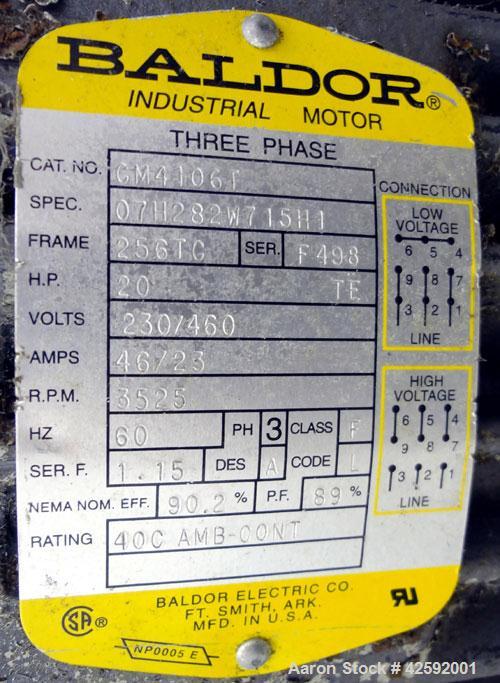 BALDOR®
INDUSTRIAL MOTOR
THREE PHASE
CAT. NO. CM4106T
SPEC. 07H282W715H1
FRAME 256TC SER. F498
H.P. 20 TE
VOLTS 230/460
AMPS 46/23
R.P.M. 3525
HZ 60 PH 3 CLASS F
SER. F. 1.15 DES A CODE L
NEMA NOM. EFF. 90.2 % P.F. 89 %
RATING 40C AMB-CONT
CONNECTION
LOW
VOLTAGE
6 5 4
9 8 7
3 2 1
LINE
HIGH
VOLTAGE
6 5 4
9 8 7
3 2 1
LINE
BALDOR ELECTRIC CO.
FT. SMITH, ARK.
MFD. IN U.S.A.
SA ®
NP0005 E
Aaron Stock # 42592001